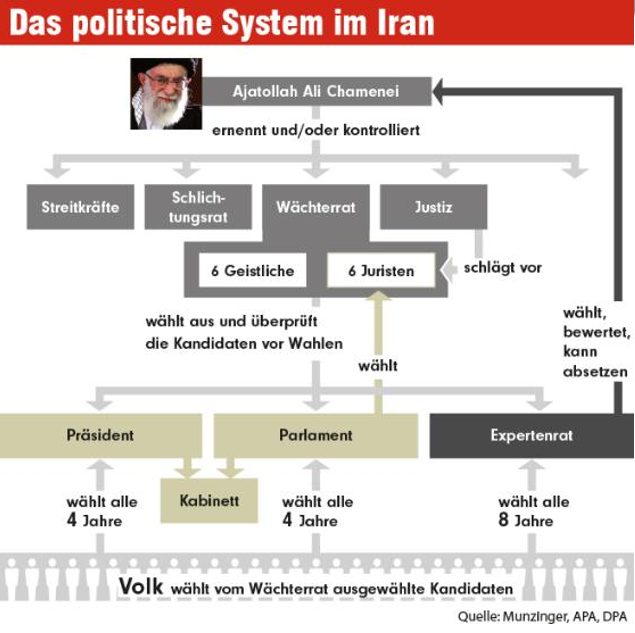 Das politische System im Iran
Ajatollah Ali Chamenei
ernennt und/oder kontrolliert
Streitkräfte
Schlich-
tungsrat
Wächterrat
Justiz
6 Geistliche
6 Juristen
schlägt vor
wählt aus und überprüft
die Kandidaten vor Wahlen
wählt
wählt,
bewertet,
kann
absetzen
Präsident
Parlament
Expertenrat
Kabinett
wählt alle
4 Jahre
wählt alle
4 Jahre
wählt alle
8 Jahre
Volk wählt vom Wächterrat ausgewählte Kandidaten
Quelle: Munzinger, APA, DPA